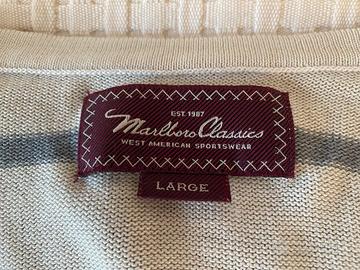 EST. 1987
Marlboro Classics
WEST AMERICAN SPORTSWEAR
LARGE